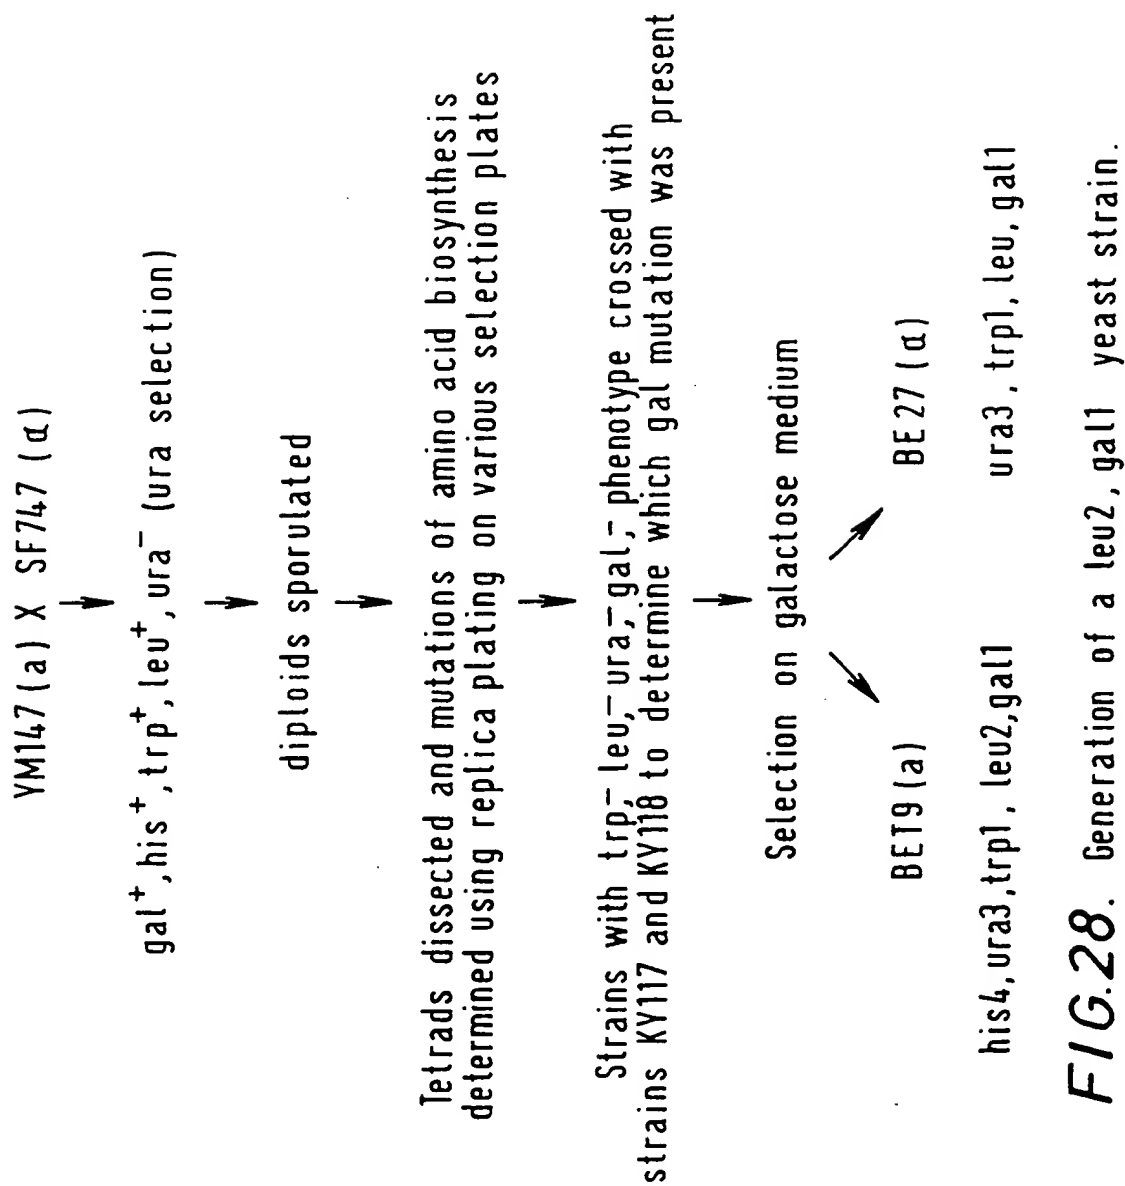 YM147 (a) X SF747 (α)
gal⁺, his⁺, trp⁺, leu⁺, ura⁻ (ura selection)
diploids sporulated
Tetrads dissected and mutations of amino acid biosynthesis
determined using replica plating on various selection plates
Strains with trp,⁻ leu,⁻ ura,⁻ gal,⁻ phenotype crossed with
strains KY117 and KY118 to determine which gal mutation was present
Selection on galactose medium
BET9 (a)
BE27 (α)
his4, ura3, trp1, leu2, gal1
ura3, trp1, leu, gal1
FIG.28. Generation of a leu2, gal1 yeast strain.